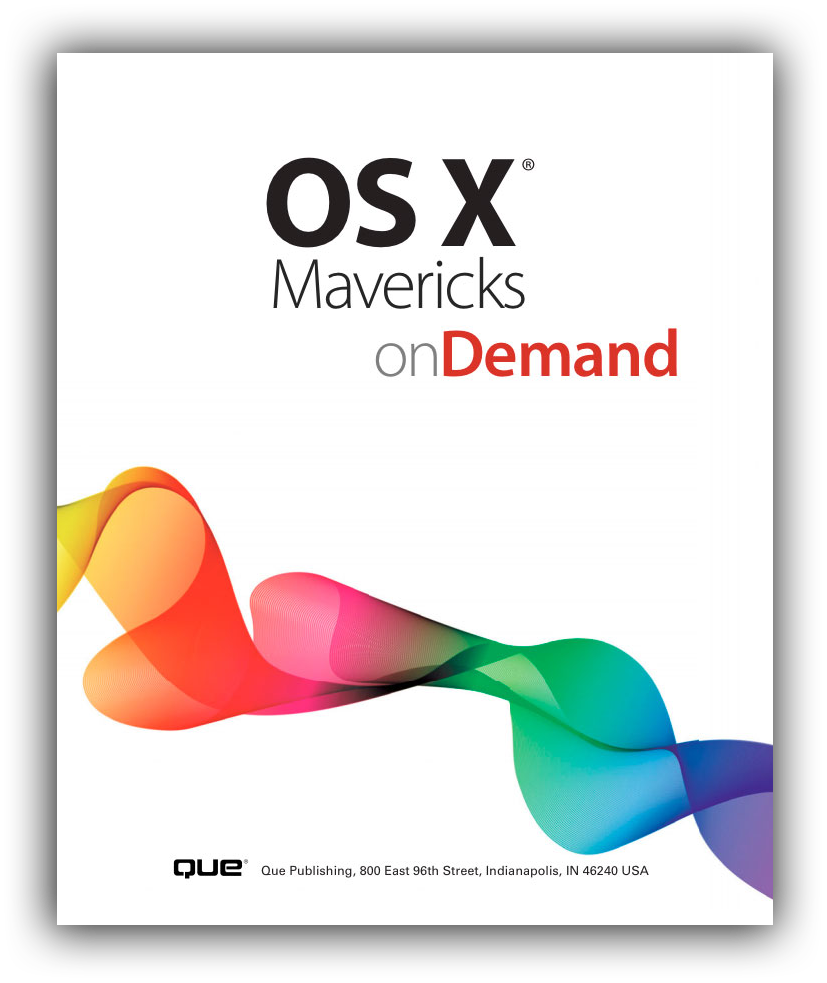 OS X®
Mavericks
onDemand
QUE® Que Publishing, 800 East 96th Street, Indianapolis, IN 46240 USA